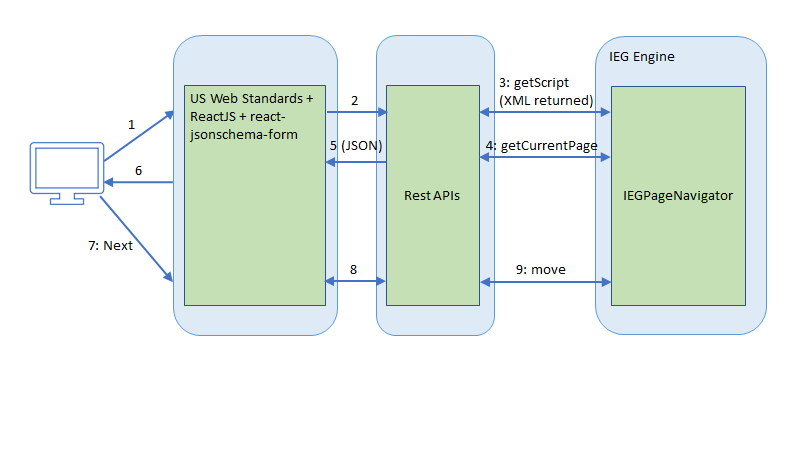 IEG Engine
US Web Standards +
ReactJS + react-
jsonschema-form
1
2
3: getScript
(XML returned)
5 (JSON)
4: getCurrentPage
6
Rest APIs
IEGPageNavigator
7: Next
8
9: move